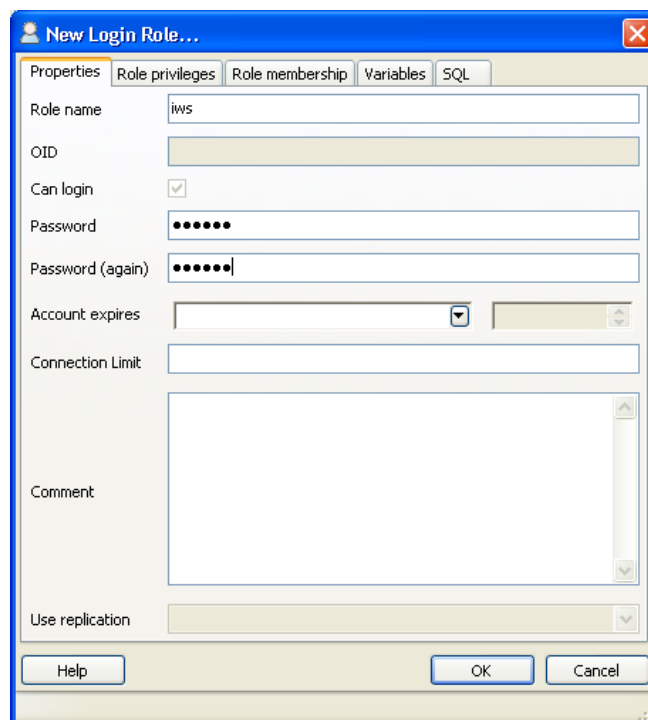 New Login Role...
Properties Role privileges Role membership Variables SQL
Role name iws
OID
Can login
Password ●●●●●●
Password (again) ●●●●●●
Account expires
Connection Limit
Comment
Use replication
Help OK Cancel